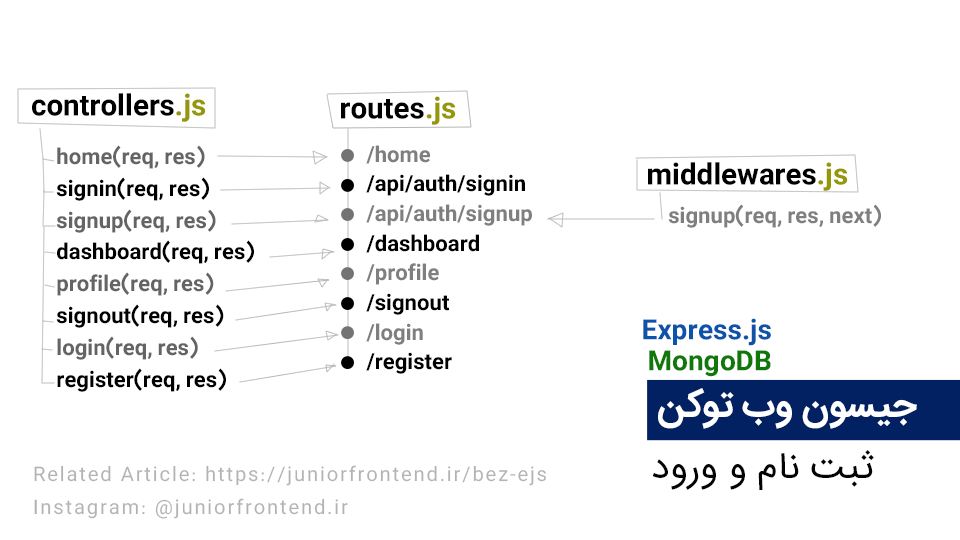 controllers.js
home(req, res)
signin(req, res)
signup(req, res)
dashboard(req, res)
profile(req, res)
signout(req, res)
login(req, res)
register(req, res)
routes.js
/home
/api/auth/signin
/api/auth/signup
/dashboard
/profile
/signout
/login
/register
middlewares.js
signup(req, res, next)
Express.js
MongoDB
جیسون وب توکن
ثبت نام و ورود
Related Article: https://juniorfrontend.ir/bez-ejs
Instagram: @juniorfrontend.ir